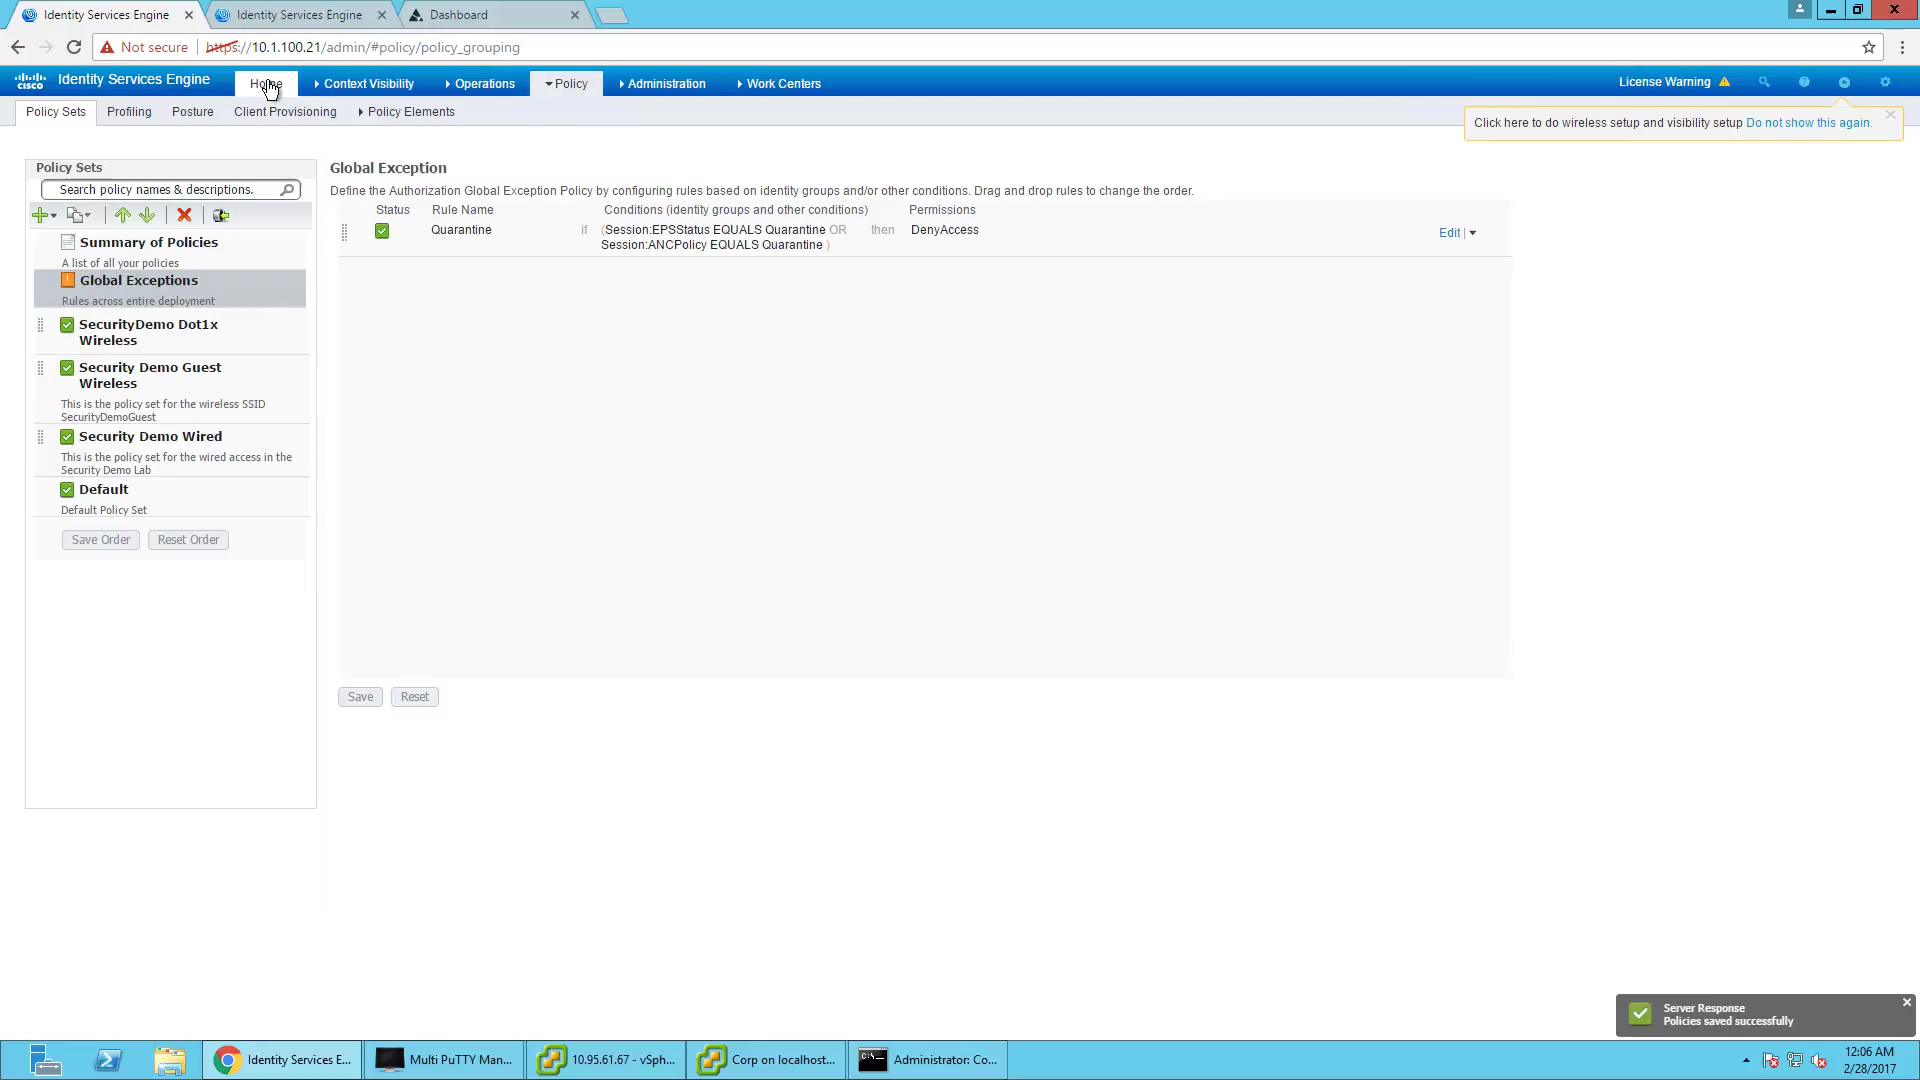 Identity Services Engine
Identity Services Engine
Dashboard
Not secure
https://10.1.100.21/admin/#policy/policy_grouping
cisco
Identity Services Engine
Home
Context Visibility
Operations
Policy
Administration
Work Centers
License Warning
Policy Sets
Profiling
Posture
Client Provisioning
Policy Elements
Click here to do wireless setup and visibility setup Do not show this again.
Policy Sets
Search policy names & descriptions.
Summary of Policies
A list of all your policies
Global Exceptions
Rules across entire deployment
SecurityDemo Dot1x
Wireless
Security Demo Guest
Wireless
This is the policy set for the wireless SSID
SecurityDemoGuest
Security Demo Wired
This is the policy set for the wired access in the
Security Demo Lab
Default
Default Policy Set
Save Order
Reset Order
Global Exception
Define the Authorization Global Exception Policy by configuring rules based on identity groups and/or other conditions. Drag and drop rules to change the order.
Status
Rule Name
Conditions (identity groups and other conditions)
Permissions
Quarantine
if
(Session:EPSStatus EQUALS Quarantine OR
Session:ANCPolicy EQUALS Quarantine )
then
DenyAccess
Edit |
Save
Reset
Server Response
Policies saved successfully
Identity Services E...
Multi PuTTY Man...
10.95.61.67 - vSph...
Corp on localhost...
C:\.
Administrator: Co...
12:06 AM
2/28/2017